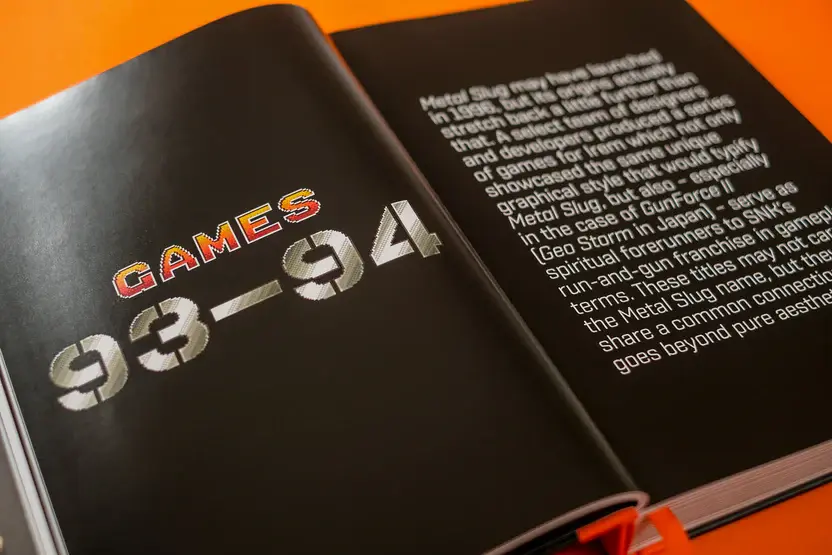 GAMES
93–94
Metal Slug may have launched
in 1996, but its origins actually
stretch back a little further than
that. A select team of designers
and developers produced a series
of games for Irem which not only
showcased the same unique
graphical style that would typify
Metal Slug, but also – especially
in the case of GunForce II
(Geo Storm in Japan) – serve as
spiritual forerunners to SNK's
run-and-gun franchise in
terms. These titles may not
the Metal Slug name, but
share a common
goes beyond pure